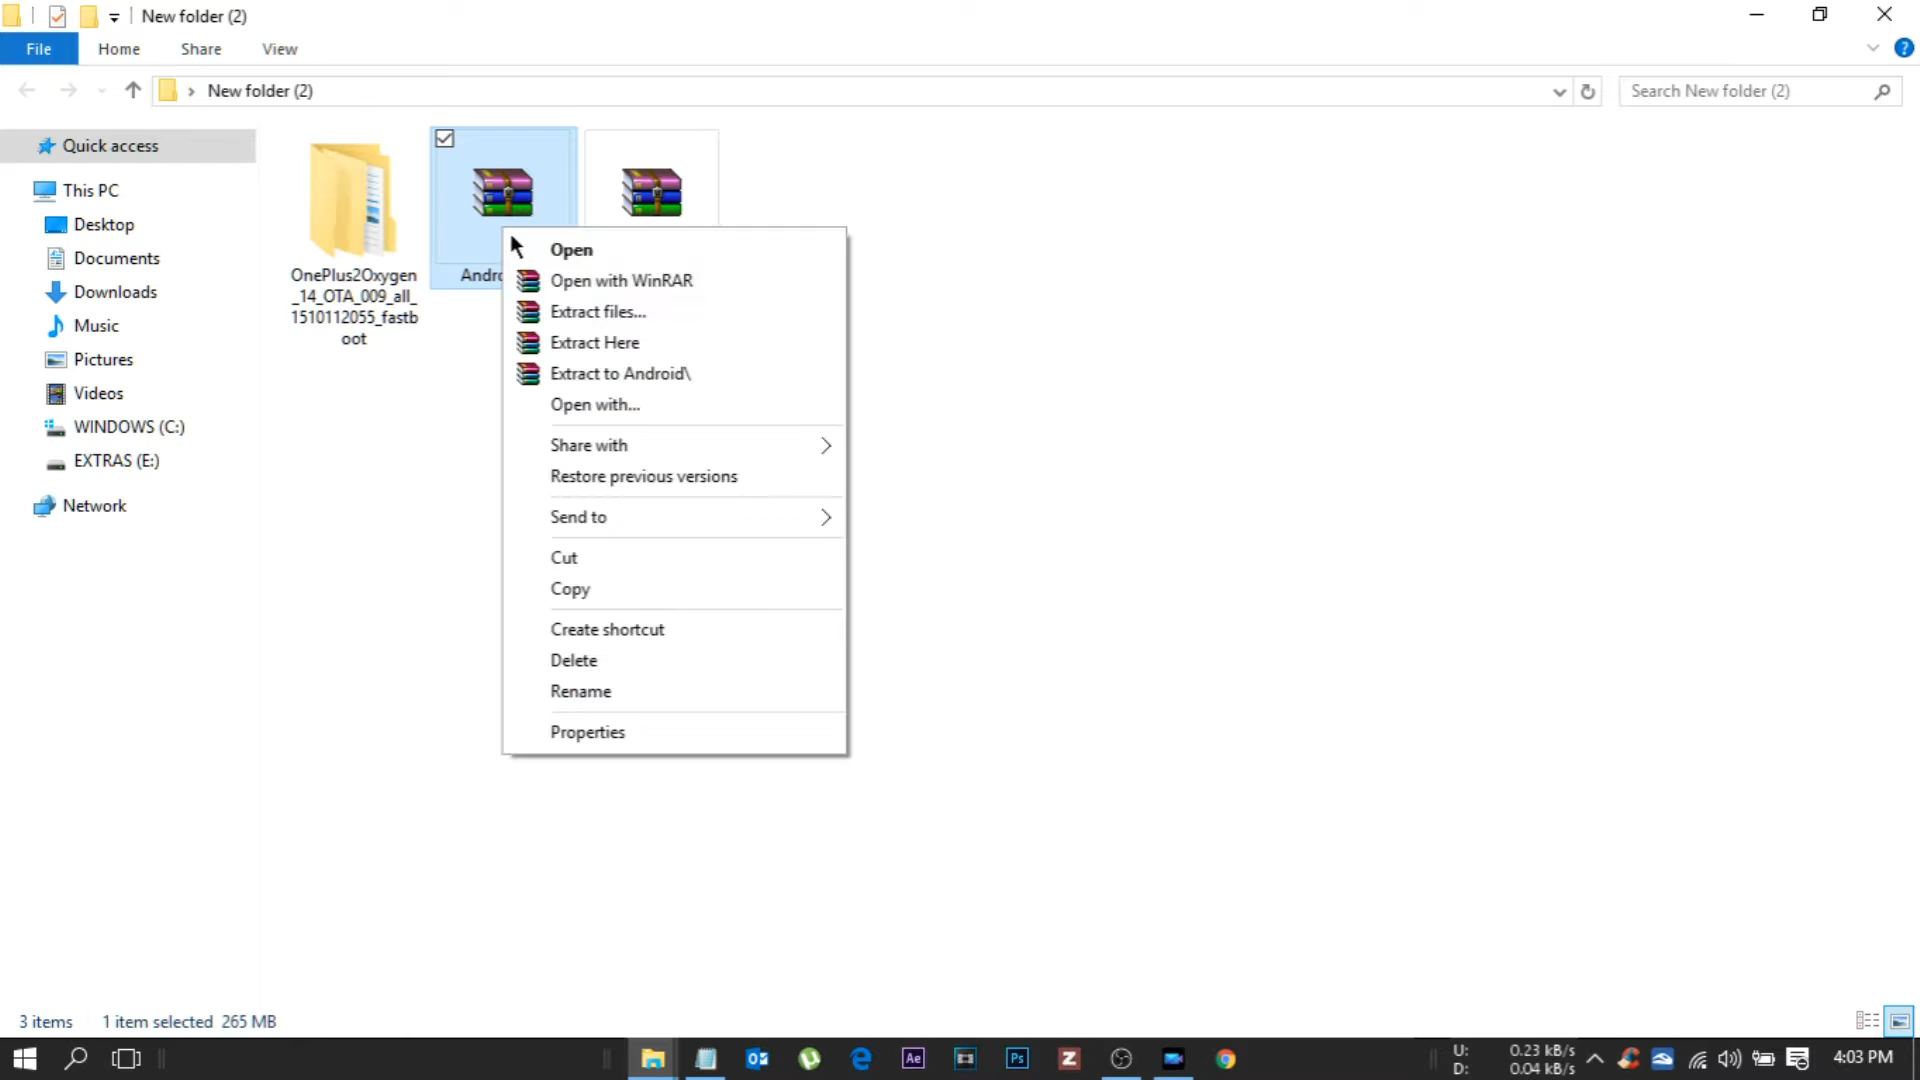 New folder (2)
File Home Share View
New folder (2)
Search New folder (2)
Quick access
This PC
Desktop
Documents
Downloads
Music
Pictures
Videos
WINDOWS (C:)
EXTRAS (E:)
Network
OnePlus2Oxygen
_14_OTA_009_all_
1510112055_fastb
oot
Andro
Open
Open with WinRAR
Extract files...
Extract Here
Extract to Android\
Open with...
Share with
Restore previous versions
Send to
Cut
Copy
Create shortcut
Delete
Rename
Properties
3 items 1 item selected 265 MB
Ae
Ps
Z
U: 0.23 kB/s
D: 0.04 kB/s
4:03 PM